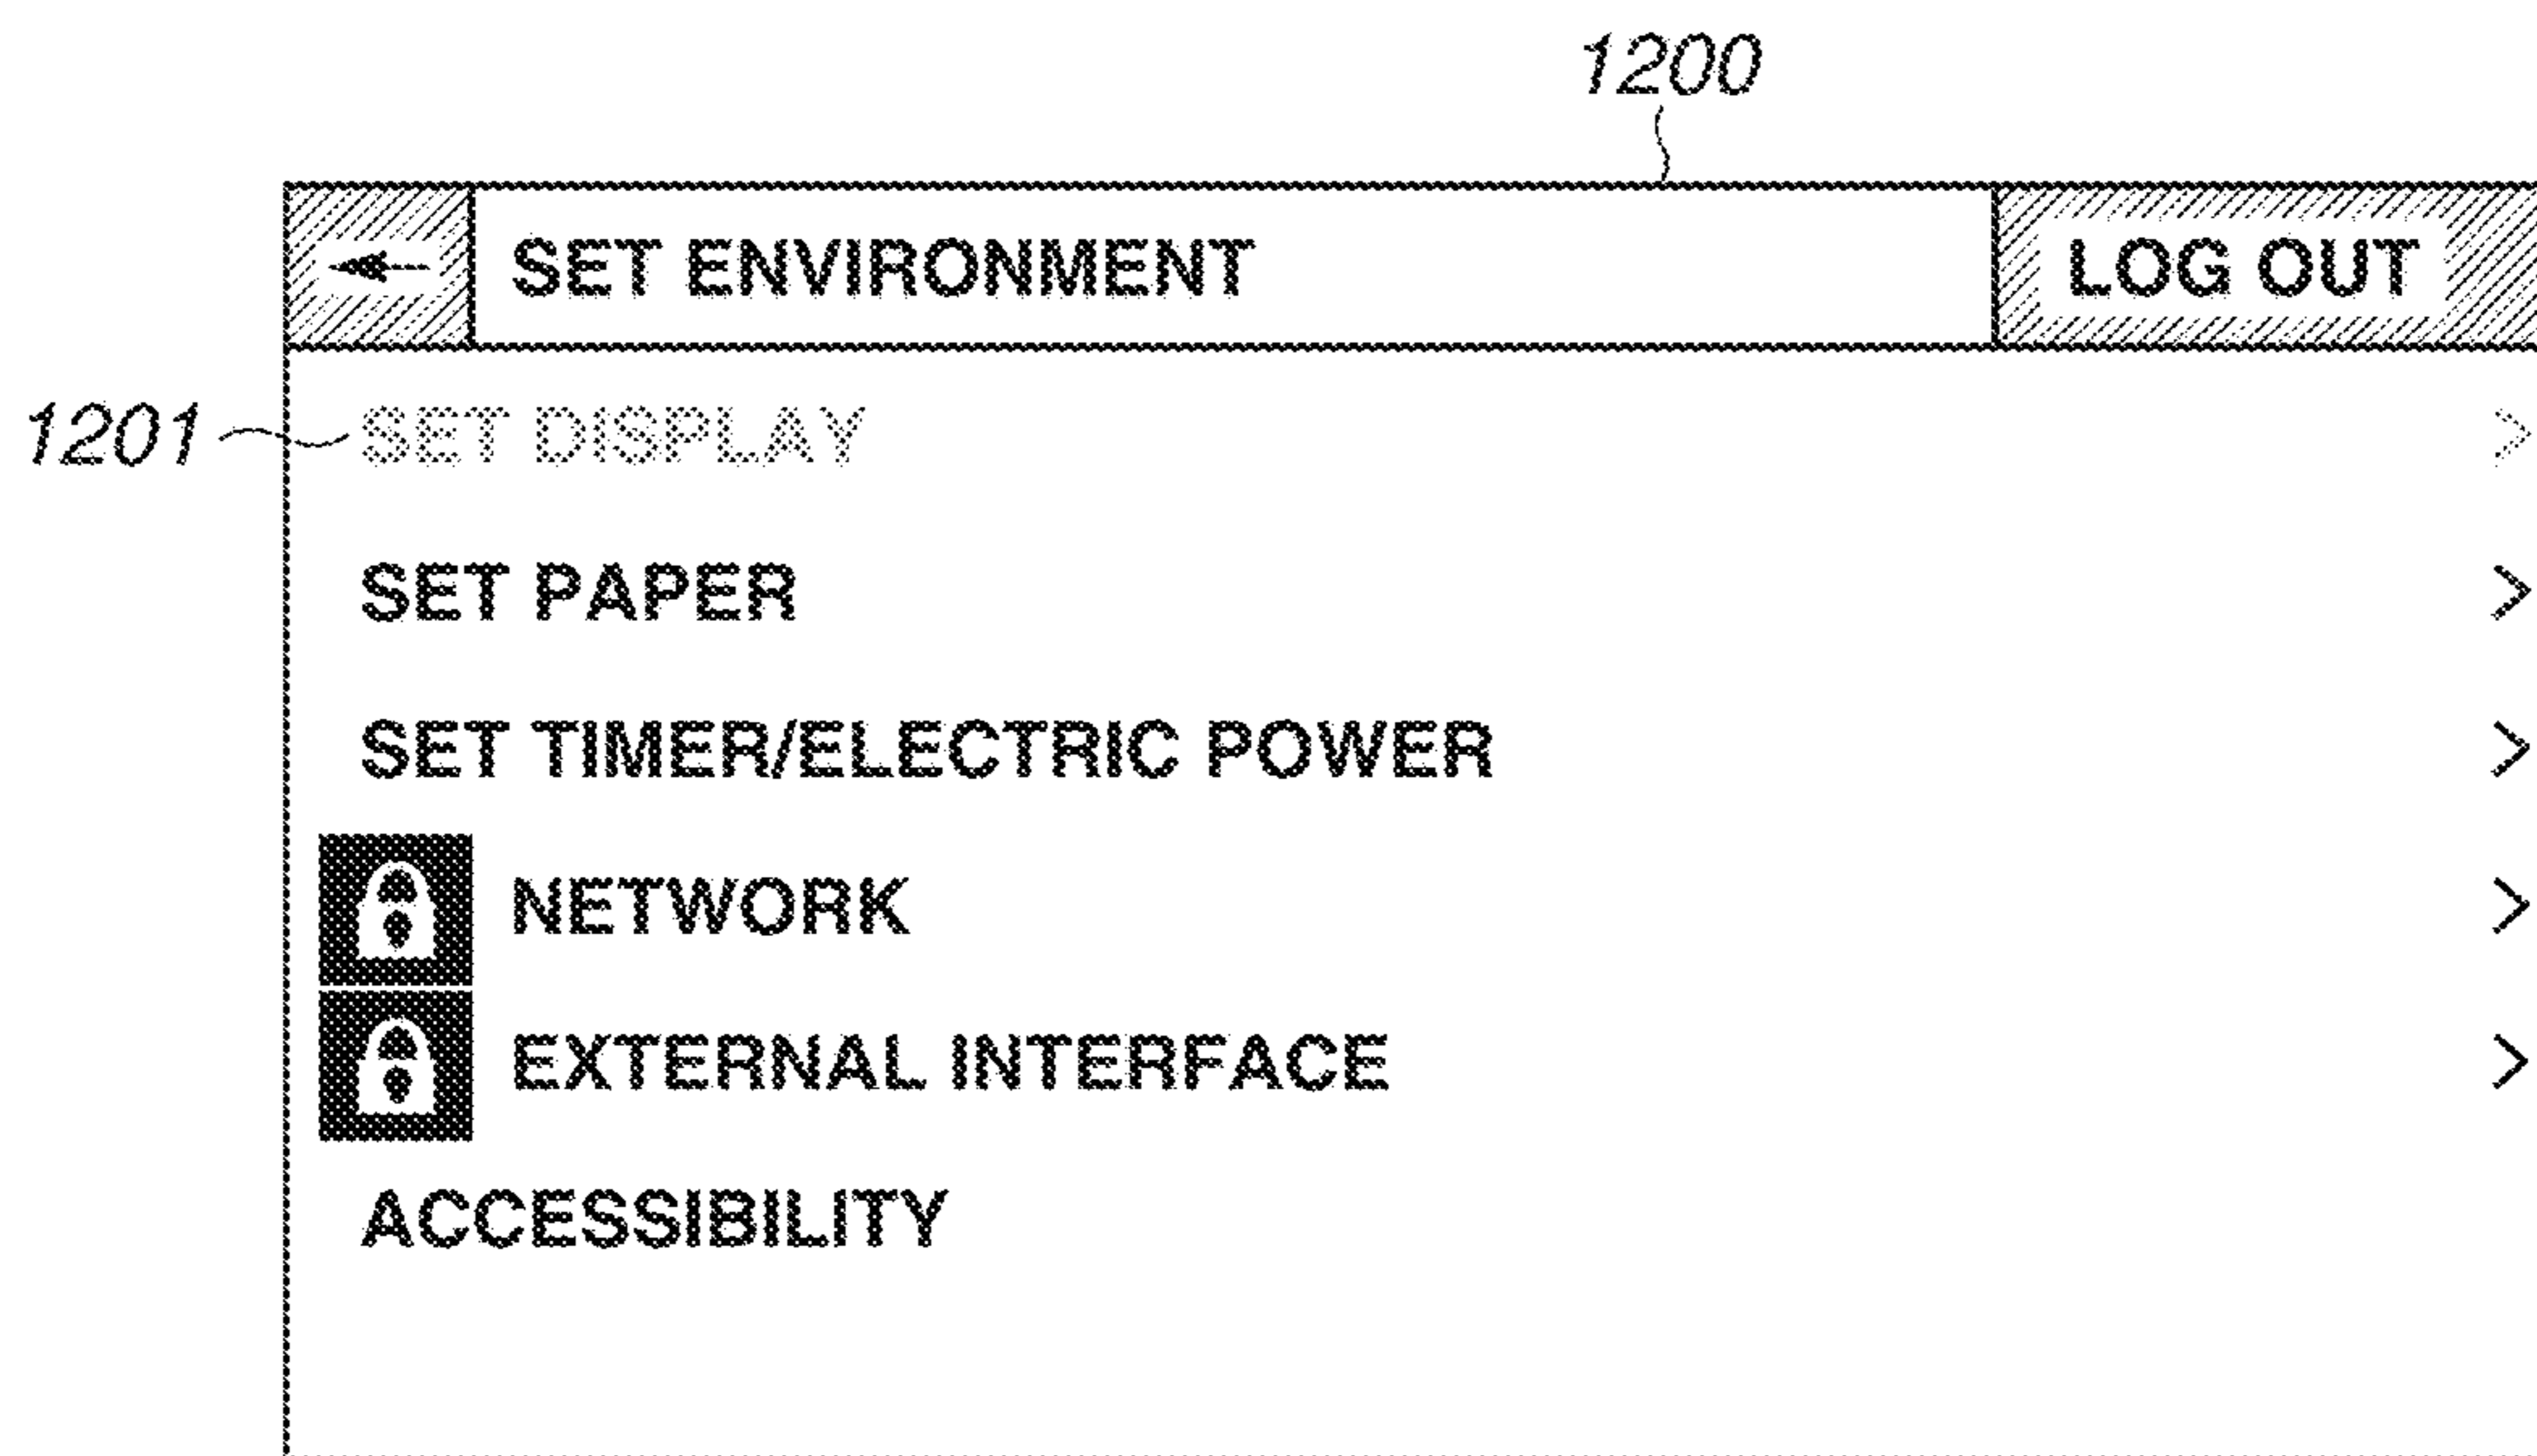 1200
SET ENVIRONMENT LOG OUT
1201 SET DISPLAY >
SET PAPER >
SET TIMER/ELECTRIC POWER >
NETWORK >
EXTERNAL INTERFACE >
ACCESSIBILITY